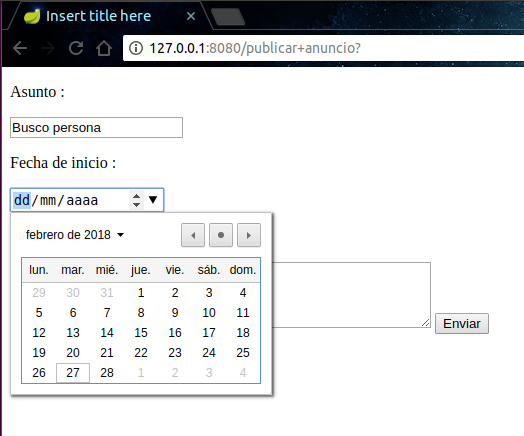 Insert title here
127.0.0.1:8080/publicar+anuncio?
Asunto :
Busco persona
Fecha de inicio :
dd/mm/aaaa
febrero de 2018
lun. mar. mié. jue. vie. sáb. dom.
29 30 31 1 2 3 4
5 6 7 8 9 10 11
12 13 14 15 16 17 18
19 20 21 22 23 24 25
26 27 28 1 2 3 4
Enviar